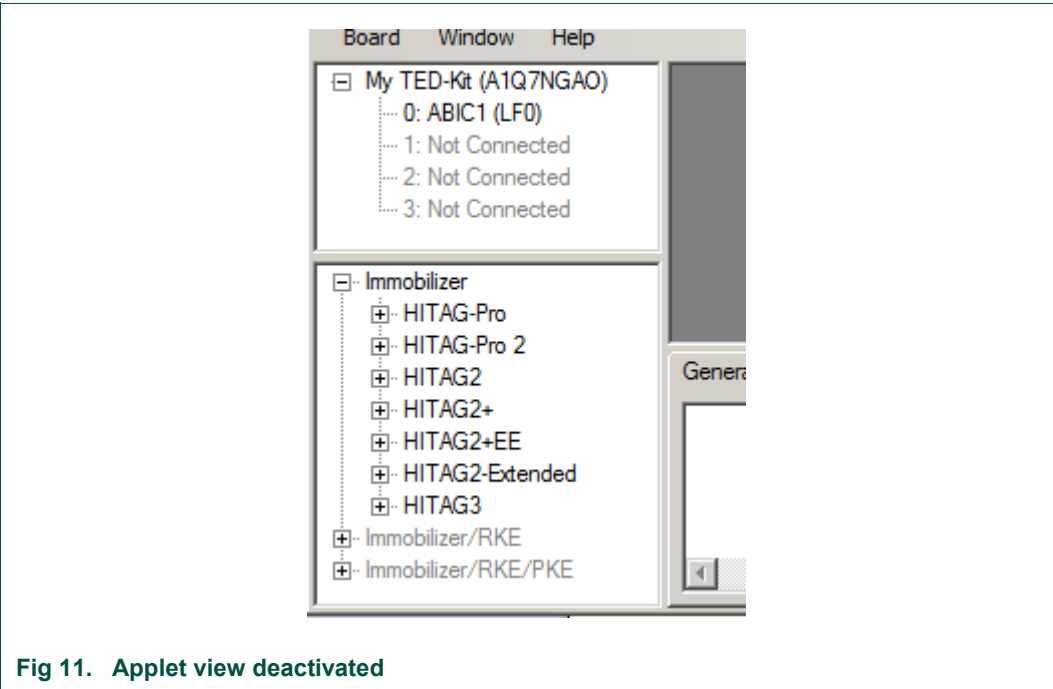 Board Window Help
My TED-Kit (A1Q7NGAO)
0: ABIC1 (LF0)
1: Not Connected
2: Not Connected
3: Not Connected
Immobilizer
HITAG-Pro
HITAG-Pro 2
HITAG2
HITAG2+
HITAG2+EE
HITAG2-Extended
HITAG3
Immobilizer/RKE
Immobilizer/RKE/PKE
Genera
Fig 11. Applet view deactivated